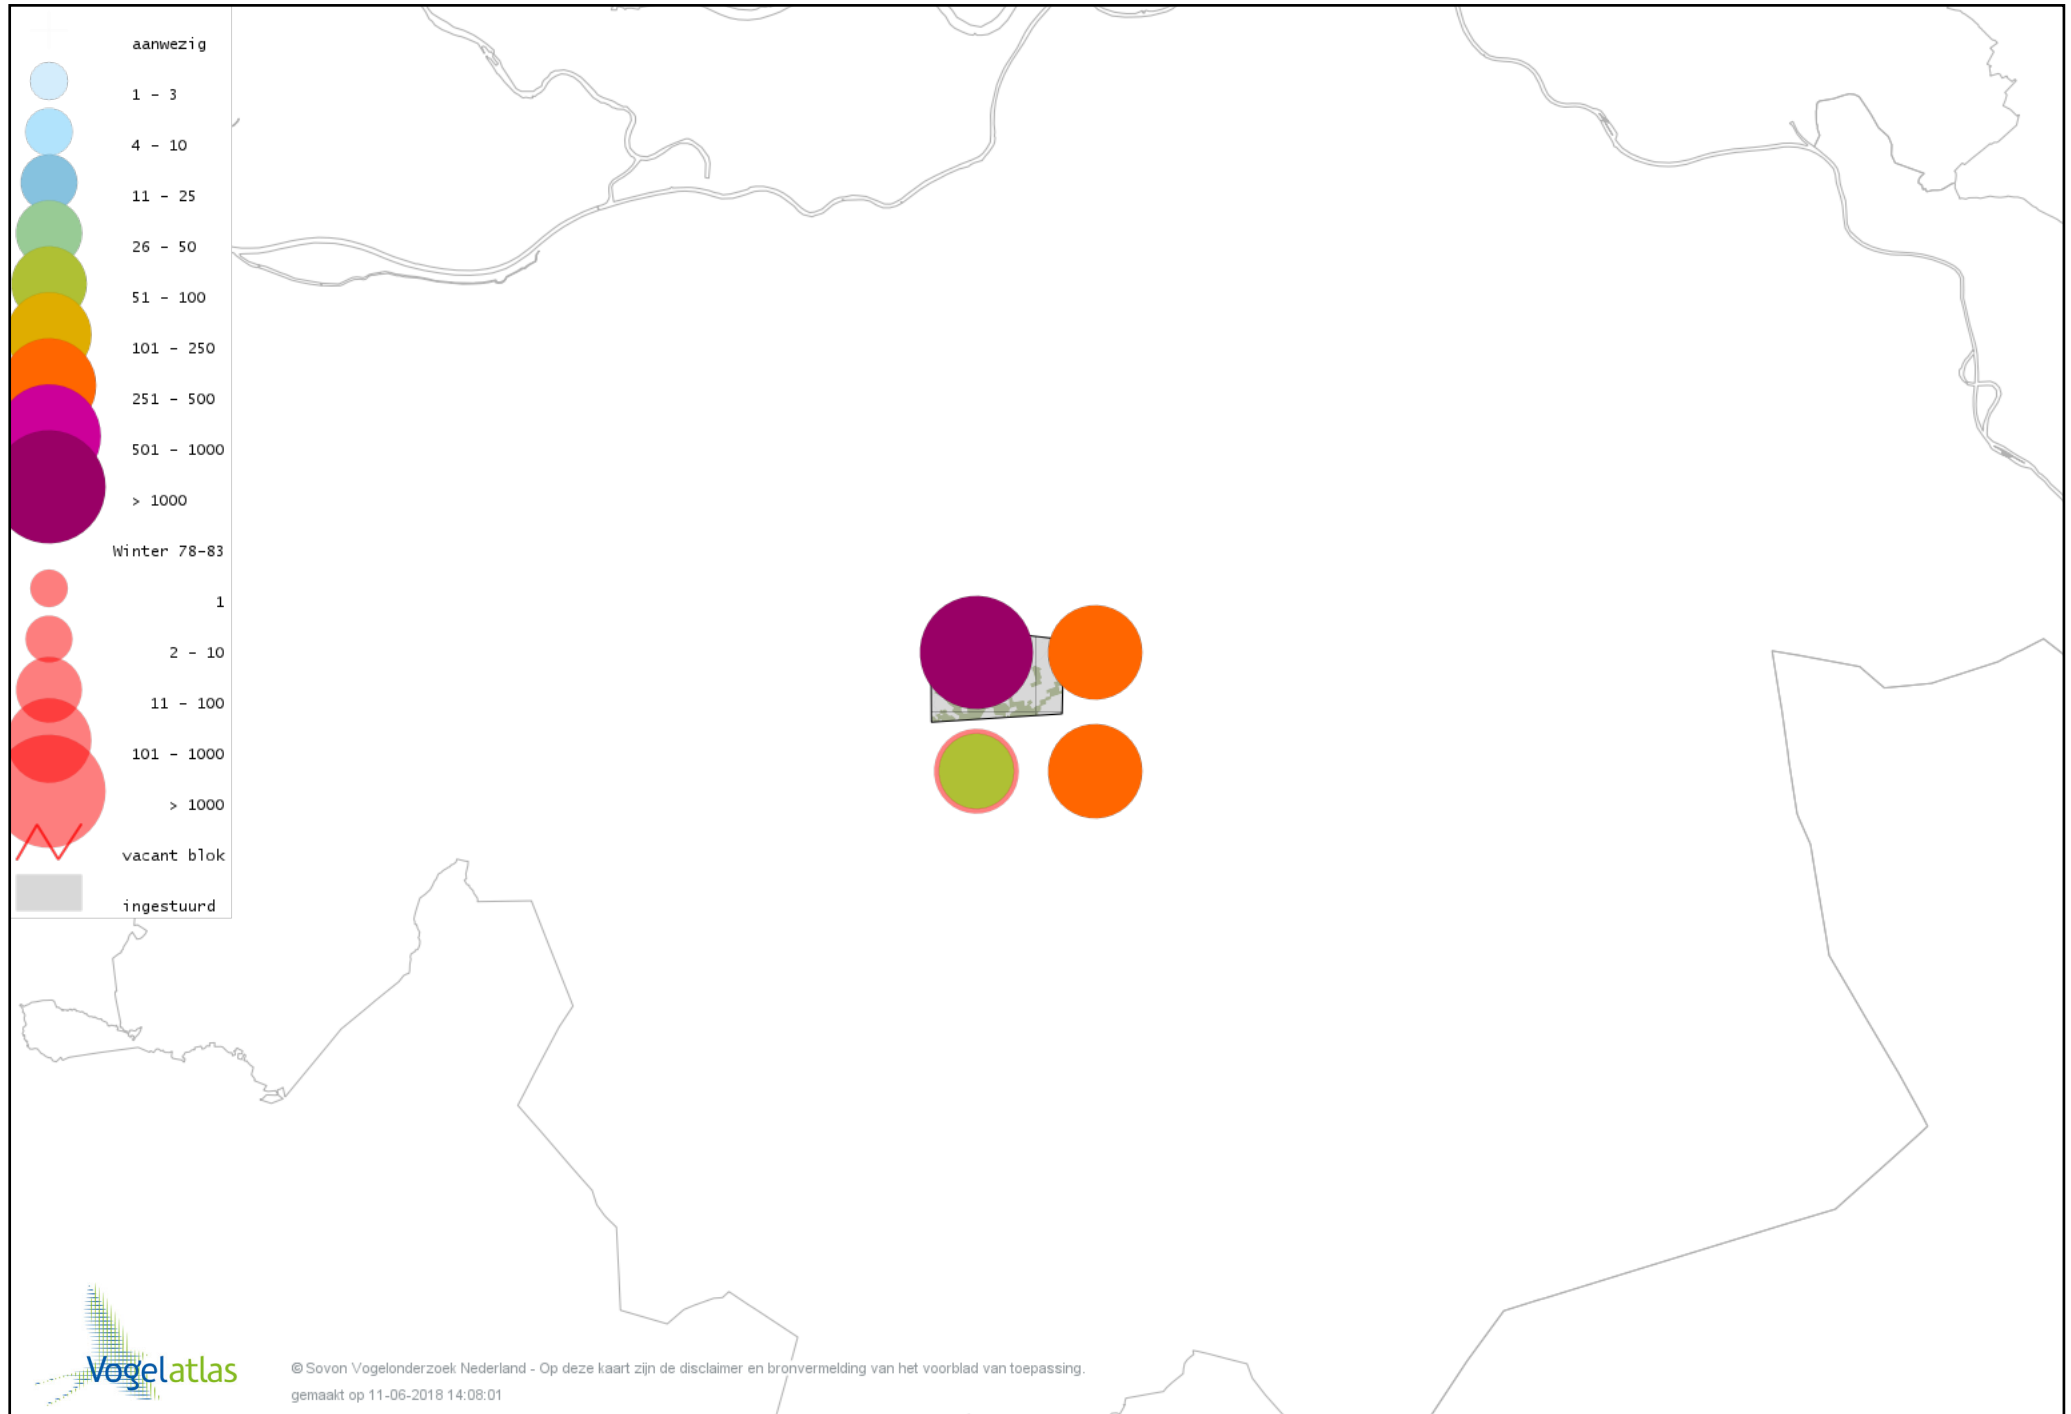 aanwezig
1 - 3
4 - 10
11 - 25
26 - 50
51 - 100
101 - 250
251 - 500
501 - 1000
> 1000
Winter 78-83
1
2 - 10
11 - 100
101 - 1000
> 1000
vacant blok
ingestuurd
Vogelatlas
© Sovon Vogelonderzoek Nederland - Op deze kaart zijn de disclaimer en bronvermelding van het voorblad van toepassing.
gemaakt op 11-06-2018 14:08:01